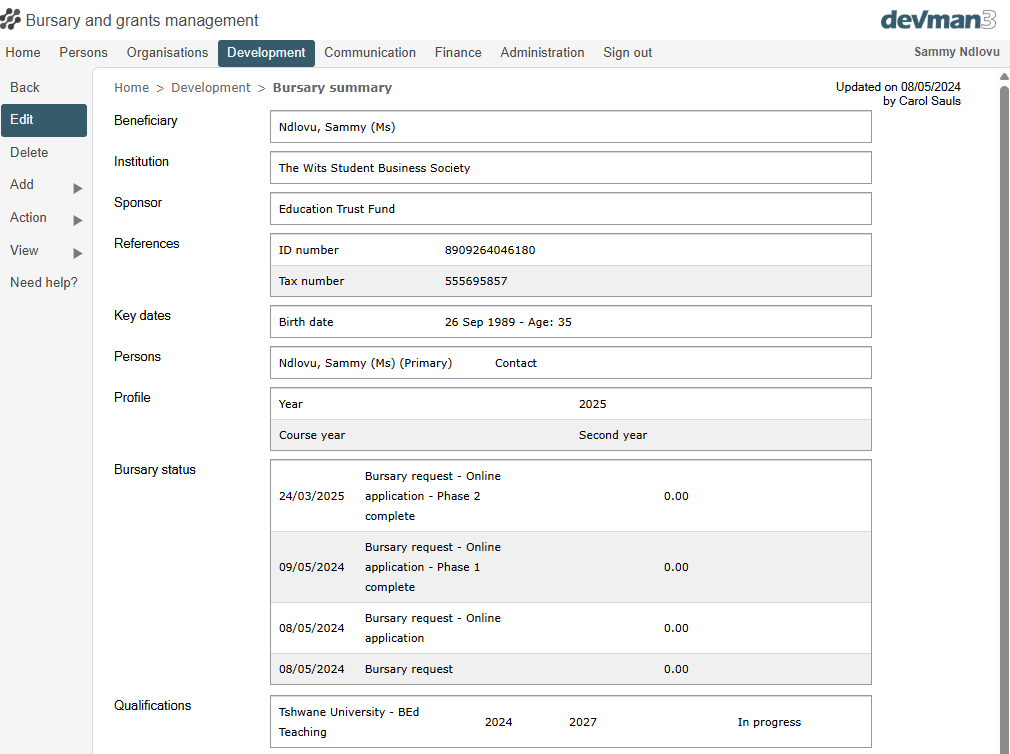 Bursary and grants management
devman3
Home Persons Organisations Development Communication Finance Administration Sign out Sammy Ndlovu
Back
Edit
Delete
Add
Action
View
Need help?
Home > Development > Bursary summary
Updated on 08/05/2024
by Carol Sauls
Beneficiary
Ndlovu, Sammy (Ms)
Institution
The Wits Student Business Society
Sponsor
Education Trust Fund
References
ID number 8909264046180
Tax number 555695857
Key dates
Birth date 26 Sep 1989 - Age: 35
Persons
Ndlovu, Sammy (Ms) (Primary) Contact
Profile
Year 2025
Course year Second year
Bursary status
24/03/2025 Bursary request - Online
application - Phase 2
complete
0.00
09/05/2024 Bursary request - Online
application - Phase 1
complete
0.00
08/05/2024 Bursary request - Online
application
0.00
08/05/2024 Bursary request 0.00
Qualifications
Tshwane University - BEd
Teaching
2024 2027 In progress